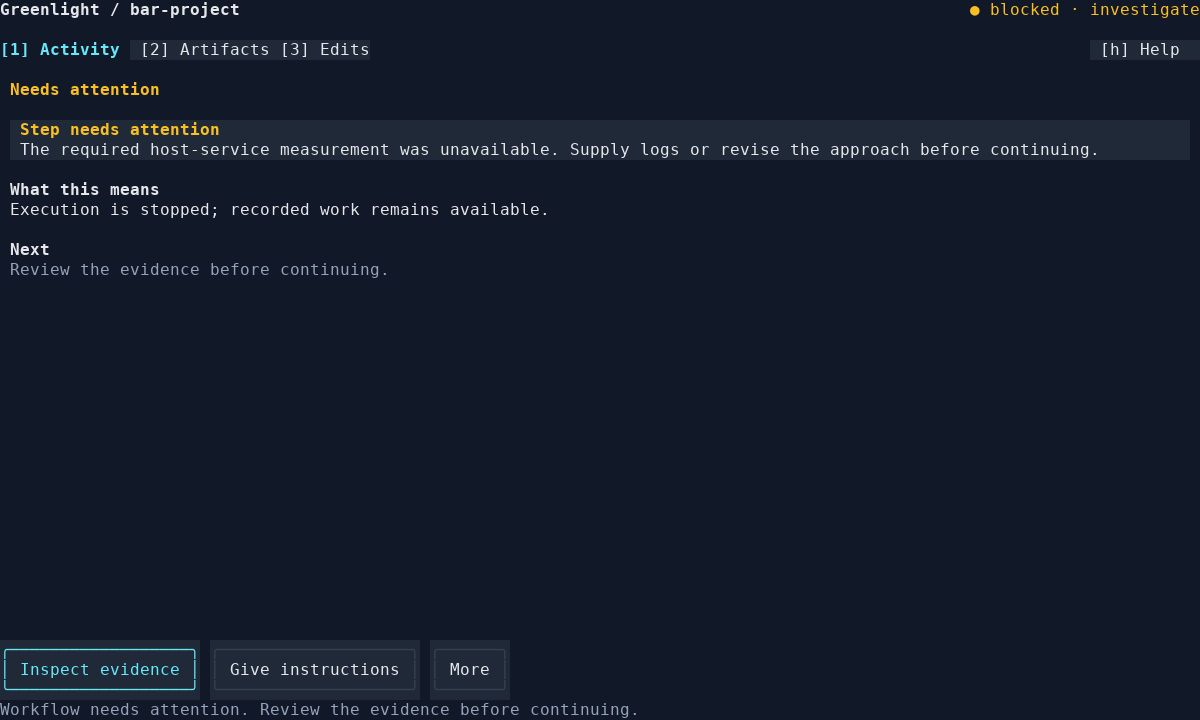 Greenlight / bar-project ● blocked · investigate
[1] Activity [2] Artifacts [3] Edits [h] Help
Needs attention
Step needs attention
The required host-service measurement was unavailable. Supply logs or revise the approach before continuing.
What this means
Execution is stopped; recorded work remains available.
Next
Review the evidence before continuing.
Inspect evidence Give instructions More
Workflow needs attention. Review the evidence before continuing.